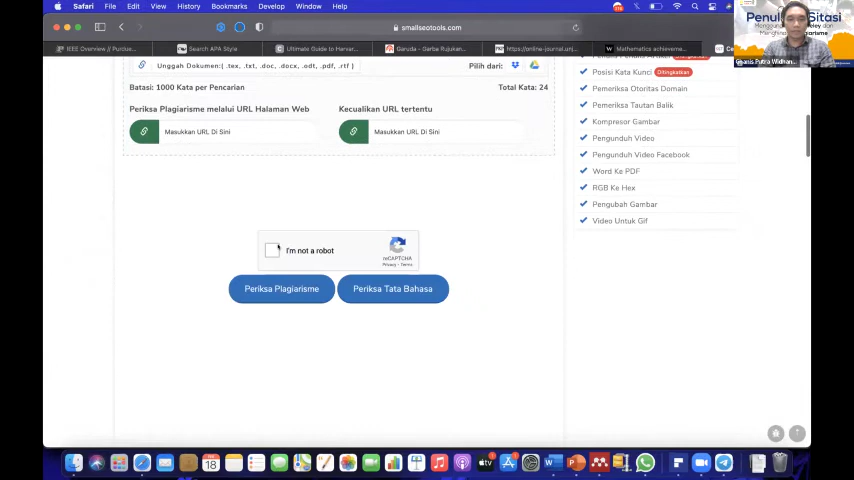 Safari File Edit View History Bookmarks Develop Window Help
smallseotools.com
IEEE Overview // Purdue... Search APA Style Ultimate Guide to Harvar... Garuda - Garba Rujukan... https://online-journal.unj... Mathematics achieveme...
Unggah Dokumen:( .tex, .txt, .doc, .docx, .odt, .pdf, .rtf )
Pilih dari:
Batasi: 1000 Kata per Pencarian
Total Kata: 24
Periksa Plagiarisme melalui URL Halaman Web
Kecualikan URL tertentu
Masukkan URL Di Sini
Masukkan URL Di Sini
I'm not a robot
reCAPTCHA
Privacy - Terms
Periksa Plagiarisme
Periksa Tata Bahasa
Posisi Kata Kunci Ditingkatkan
Pemeriksa Otoritas Domain
Pemeriksa Tautan Balik
Kompresor Gambar
Pengunduh Video
Pengunduh Video Facebook
Word Ke PDF
RGB Ke Hex
Pengubah Gambar
Video Untuk Gif
18